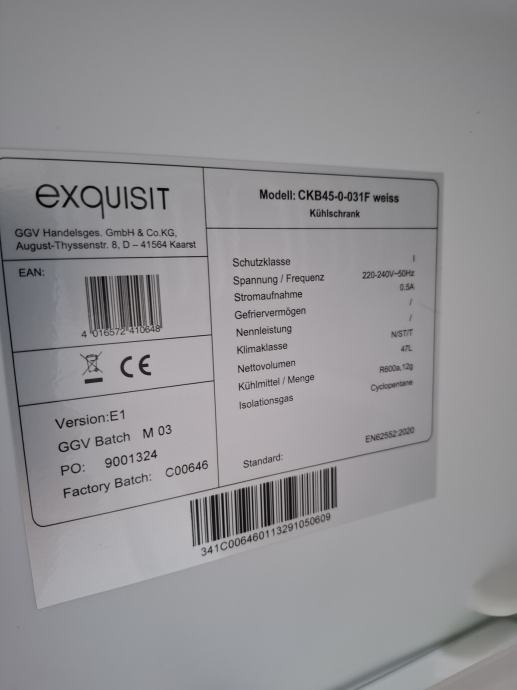 exquisit
GGV Handelsges. GmbH & Co.KG,
August-Thyssenstr. 8, D – 41564 Kaarst
EAN:
4 016572 410648
CE
Version:E1
GGV Batch M 03
PO: 9001324
Factory Batch: C00646
Modell: CKB45-0-031F weiss
Kühlschrank
Schutzklasse I
Spannung / Frequenz 220-240V~50Hz
Stromaufnahme 0.5A
Gefriervermögen /
Nennleistung /
Klimaklasse N/ST/T
Nettovolumen 47L
Kühlmittel / Menge R600a,12g
Isolationsgas Cyclopentane
Standard: EN62552:2020
341C00646011329105060​9